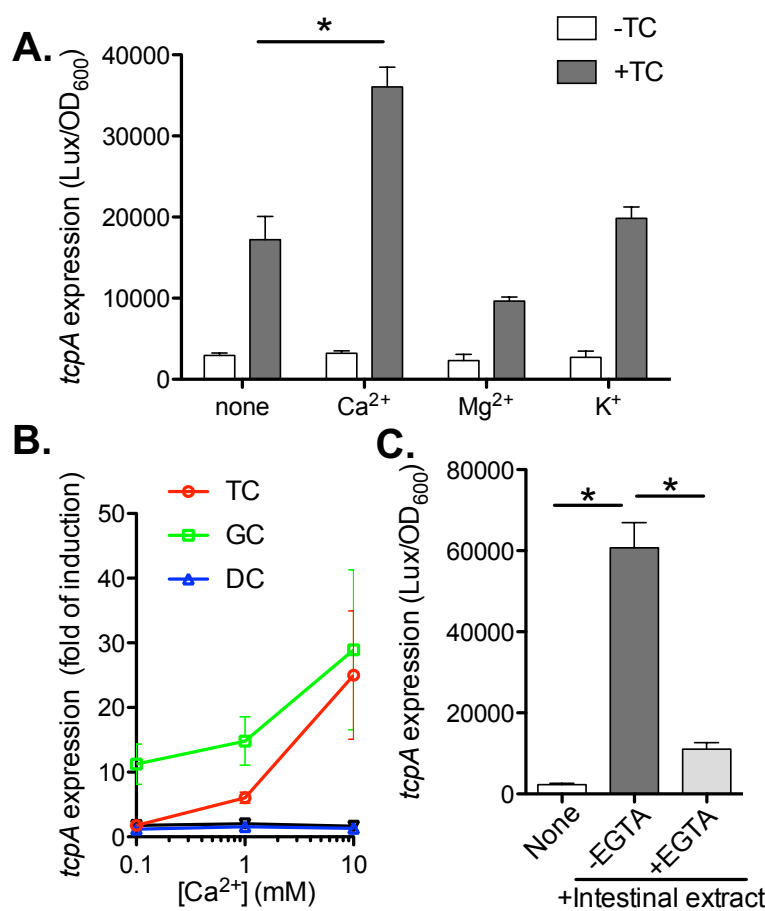 A.
*
-TC
+TC
tcpA expression (Lux/OD600)
40000
30000
20000
10000
0
none Ca2+ Mg2+ K+
B.
tcpA expression (fold of induction)
50
40
30
20
10
0
TC
GC
DC
0.1 1 10
[Ca2+] (mM)
C.
tcpA expression (Lux/OD600)
80000
60000
40000
20000
0
* *
None -EGTA +EGTA
+Intestinal extract